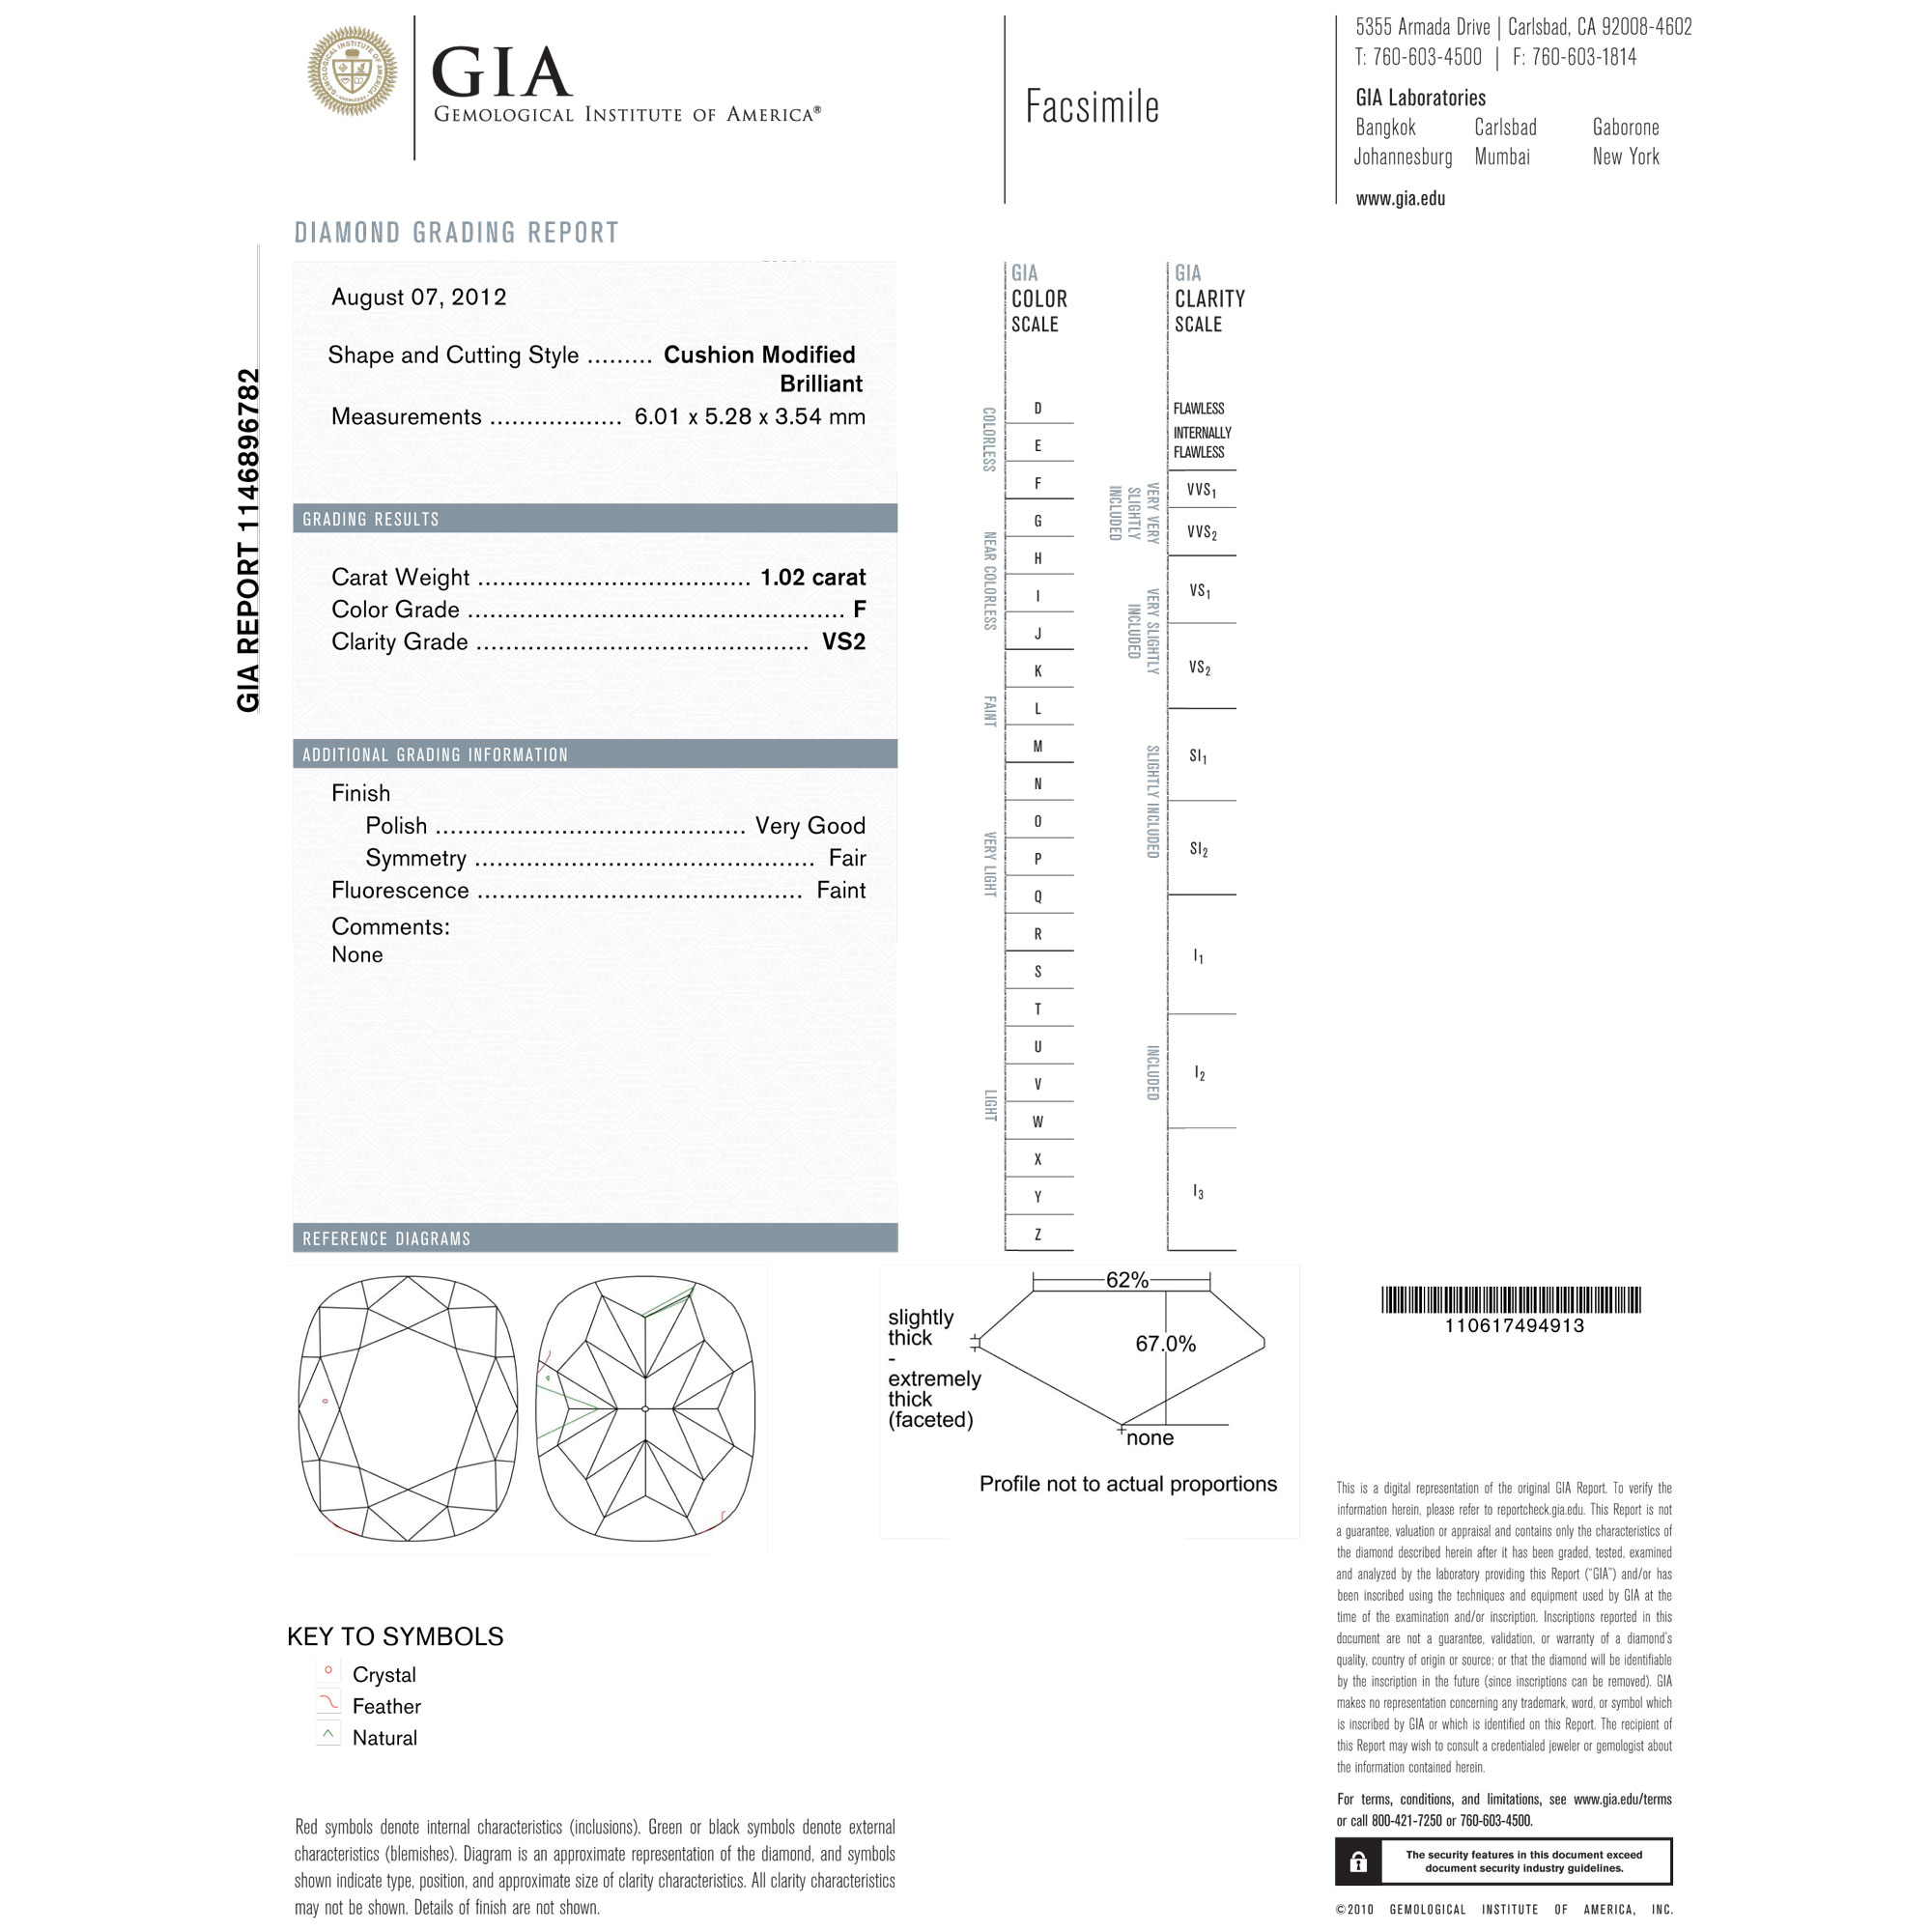 GIA
GEMOLOGICAL INSTITUTE OF AMERICA®
Facsimile
5355 Armada Drive | Carlsbad, CA 92008-4602
T: 760-603-4500 | F: 760-603-1814
GIA Laboratories
Bangkok Carlsbad Gaborone
Johannesburg Mumbai New York
www.gia.edu
DIAMOND GRADING REPORT
GIA REPORT 1146896782
August 07, 2012
Shape and Cutting Style ......... Cushion Modified
Brilliant
Measurements .................. 6.01 x 5.28 x 3.54 mm
GRADING RESULTS
Carat Weight ..................................... 1.02 carat
Color Grade ................................................... F
Clarity Grade ............................................. VS2
ADDITIONAL GRADING INFORMATION
Finish
Polish .......................................... Very Good
Symmetry .............................................. Fair
Fluorescence ............................................ Faint
Comments:
None
GIA
COLOR
SCALE
COLORLESS
D
E
F
NEAR COLORLESS
G
H
I
J
FAINT
K
L
M
VERY LIGHT
N
O
P
Q
R
LIGHT
S
T
U
V
W
X
Y
Z
GIA
CLARITY
SCALE
FLAWLESS
INTERNALLY
FLAWLESS
VERY VERY
SLIGHTLY
INCLUDED
VVS₁
VVS₂
VERY SLIGHTLY
INCLUDED
VS₁
VS₂
SLIGHTLY INCLUDED
SI₁
SI₂
INCLUDED
I₁
I₂
I₃
REFERENCE DIAGRAMS
62%
slightly
thick
-
extremely
thick
(faceted)
67.0%
none
Profile not to actual proportions
110617494913
KEY TO SYMBOLS
Crystal
Feather
Natural
Red symbols denote internal characteristics (inclusions). Green or black symbols denote external
characteristics (blemishes). Diagram is an approximate representation of the diamond, and symbols
shown indicate type, position, and approximate size of clarity characteristics. All clarity characteristics
may not be shown. Details of finish are not shown.
This is a digital representation of the original GIA Report. To verify the
information herein, please refer to reportcheck.gia.edu. This Report is not
a guarantee, valuation or appraisal and contains only the characteristics of
the diamond described herein after it has been graded, tested, examined
and analyzed by the laboratory providing this Report ("GIA") and/or has
been inscribed using the techniques and equipment used by GIA at the
time of the examination and/or inscription. Inscriptions reported in this
document are not a guarantee, validation, or warranty of a diamond's
quality, country of origin or source; or that the diamond will be identifiable
by the inscription in the future (since inscriptions can be removed). GIA
makes no representation concerning any trademark, word, or symbol which
is inscribed by GIA or which is identified on this Report. The recipient of
this Report may wish to consult a credentialed jeweler or gemologist about
the information contained herein.
For terms, conditions, and limitations, see www.gia.edu/terms
or call 800-421-7250 or 760-603-4500.
The security features in this document exceed
document security industry guidelines.
©2010 GEMOLOGICAL INSTITUTE OF AMERICA, INC.